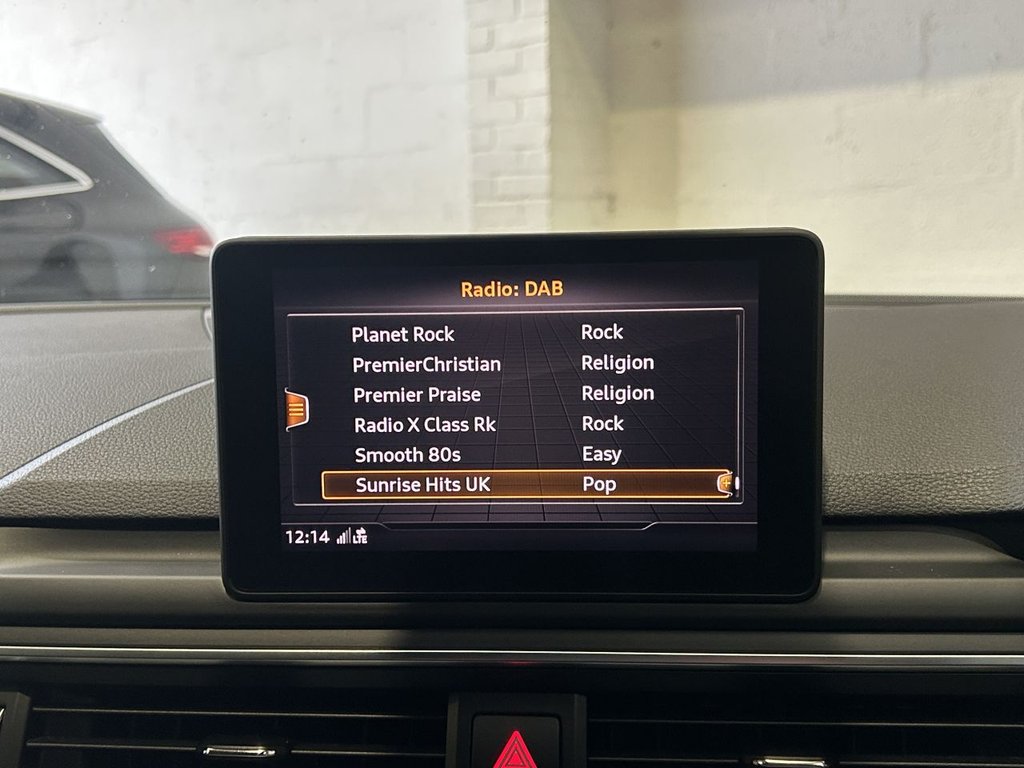 Radio: DAB
Planet Rock Rock
PremierChristian Religion
Premier Praise Religion
Radio X Class Rk Rock
Smooth 80s Easy
Sunrise Hits UK Pop
12:14 LTE